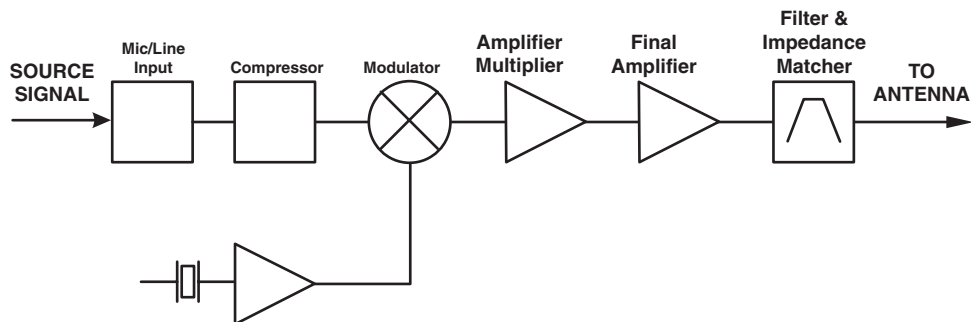 SOURCE
SIGNAL
Mic/Line
Input
Compressor
Modulator
Amplifier
Multiplier
Final
Amplifier
Filter &
Impedance
Matcher
TO
ANTENNA